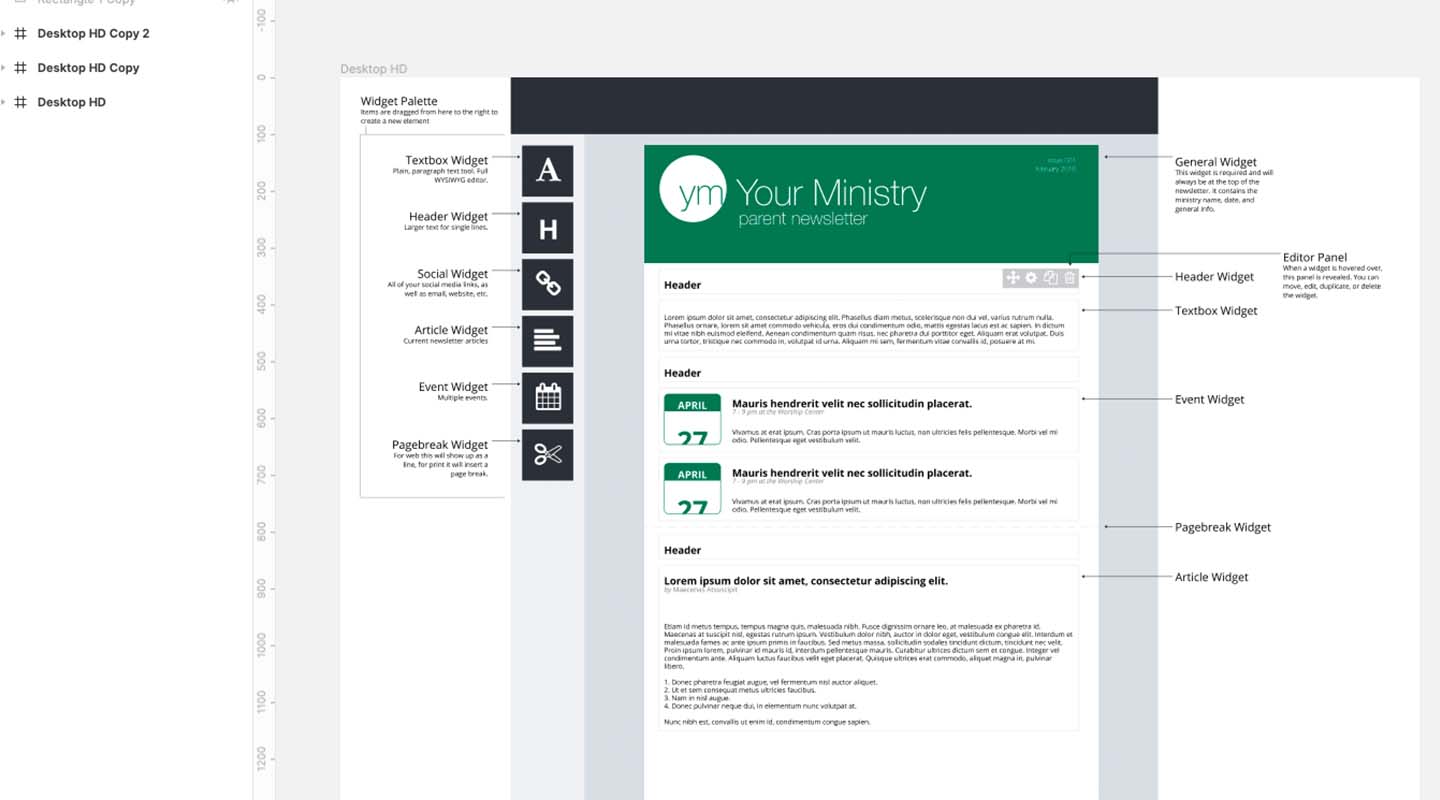 Rectangle 1 Copy
Desktop HD Copy 2
Desktop HD Copy
Desktop HD
-100
0
100
200
300
400
500
600
700
800
900
1000
1100
1200
Desktop HD
Widget Palette
Items are dragged from here to the right to
create a new element
Textbox Widget
Plain, paragraph text tool. Full
WYSIWYG editor.
Header Widget
Larger text for single lines.
Social Widget
All of your social media links, as
well as email, website, etc.
Article Widget
Current newsletter articles
Event Widget
Multiple events.
Pagebreak Widget
For web this will show up as a
line, for print it will insert a
page break.
A
H
ym Your Ministry
parent newsletter
Header
Lorem ipsum dolor sit amet, consectetur adipiscing elit. Phasellus diam metus, scelerisque non dui vel, varius rutrum nulla.
Phasellus ornare, lorem sit amet commodo vehicula, eros dui condimentum odio, mattis egestas lacus est ac sapien. In dictum
mi vitae nibh euismod eleifend. Aenean condimentum quam risus, nec pharetra dui porttitor eget. Aliquam erat volutpat. Duis
urna tortor, tristique nec commodo in, volutpat id urna. Aliquam mi sem, fermentum vitae convallis id, posuere at mi.
Header
APRIL
27
Mauris hendrerit velit nec sollicitudin placerat.
7 - 9 pm at the Worship Center
Vivamus at erat ipsum. Cras porta ipsum ut mauris luctus, non ultricies felis pellentesque. Morbi vel mi
odio. Pellentesque eget vestibulum velit.
APRIL
27
Mauris hendrerit velit nec sollicitudin placerat.
7 - 9 pm at the Worship Center
Vivamus at erat ipsum. Cras porta ipsum ut mauris luctus, non ultricies felis pellentesque. Morbi vel mi
odio. Pellentesque eget vestibulum velit.
Header
Lorem ipsum dolor sit amet, consectetur adipiscing elit.
by Maecenas
Etiam id metus tempus, tempus magna quis, malesuada nibh. Fusce dignissim ornare leo, at malesuada ex pharetra id.
Maecenas at suscipit nisl, egestas rutrum ipsum. Vestibulum dolor nibh, auctor in dolor eget, vestibulum congue elit. Interdum et
malesuada fames ac ante ipsum primis in faucibus. Sed metus massa, sollicitudin sodales tincidunt dictum, tincidunt nec velit.
Proin ipsum lorem, pulvinar id mauris id, interdum pellentesque mauris. Curabitur ultrices dictum sem et congue. Integer vel
condimentum ante. Aliquam luctus faucibus velit eget placerat. Quisque ultrices erat commodo, aliquet magna in, pulvinar
libero.
1. Donec pharetra feugiat augue, vel fermentum nisl auctor aliquet.
2. Ut et sem consequat metus ultricies faucibus.
3. Nam in nisl augue.
4. Donec pulvinar neque dui, in elementum nunc volutpat at.
Nunc nibh est, convallis ut enim id, condimentum congue sapien.
General Widget
This widget is required and will
always be at the top of the
newsletter. It contains the
ministry name, date, and
general info.
Editor Panel
When a widget is hovered over,
this panel is revealed. You can
move, edit, duplicate, or delete
the widget.
Header Widget
Textbox Widget
Event Widget
Pagebreak Widget
Article Widget